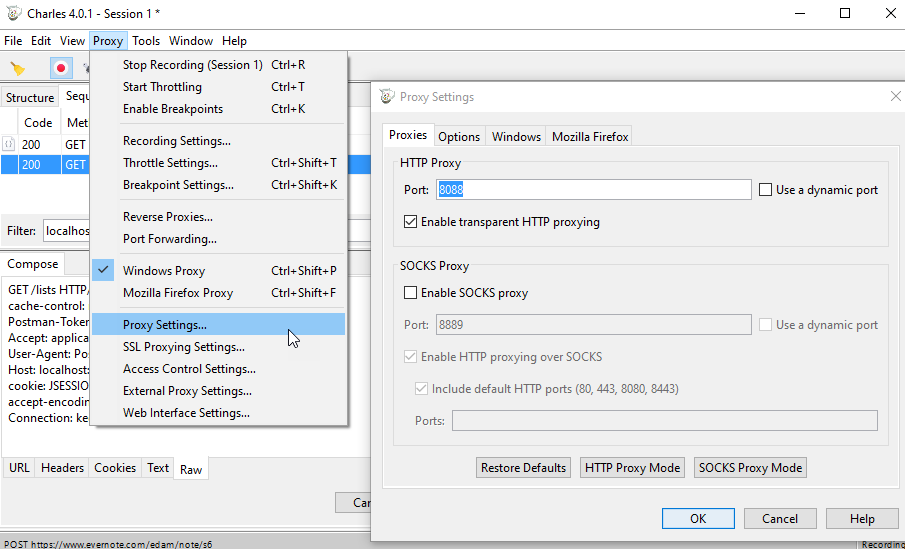 Charles 4.0.1 - Session 1 *
File Edit View Proxy Tools Window Help
Stop Recording (Session 1) Ctrl+R
Start Throttling Ctrl+T
Enable Breakpoints Ctrl+K
Recording Settings...
Throttle Settings... Ctrl+Shift+T
Breakpoint Settings... Ctrl+Shift+K
Reverse Proxies...
Port Forwarding...
Windows Proxy Ctrl+Shift+P
Mozilla Firefox Proxy Ctrl+Shift+F
Proxy Settings...
SSL Proxying Settings...
Access Control Settings...
External Proxy Settings...
Web Interface Settings...
Structure Sequ
Code Met
200 GET
200 GET
Filter: localhos
Compose
GET /lists HTTP/
cache-control:
Postman-Token
Accept: applica
User-Agent: Po
Host: localhos
cookie: JSESSIO
accept-encodin
Connection: ke
URL Headers Cookies Text Raw
Can
POST https://www.evernote.com/edam/note/s6
Recording
Proxy Settings
Proxies Options Windows Mozilla Firefox
HTTP Proxy
Port: 8088 Use a dynamic port
Enable transparent HTTP proxying
SOCKS Proxy
Enable SOCKS proxy
Port: 8889 Use a dynamic port
Enable HTTP proxying over SOCKS
Include default HTTP ports (80, 443, 8080, 8443)
Ports:
Restore Defaults HTTP Proxy Mode SOCKS Proxy Mode
OK Cancel Help